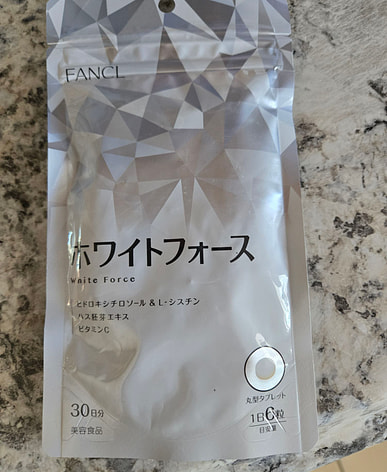 FANCL
ホワイトフォース
White Force
ヒドロキシチロソール & L-シスチン
ハス胚芽エキス
ビタミンC
丸型タブレット
30日分
1日6粒
美容食品
目安量